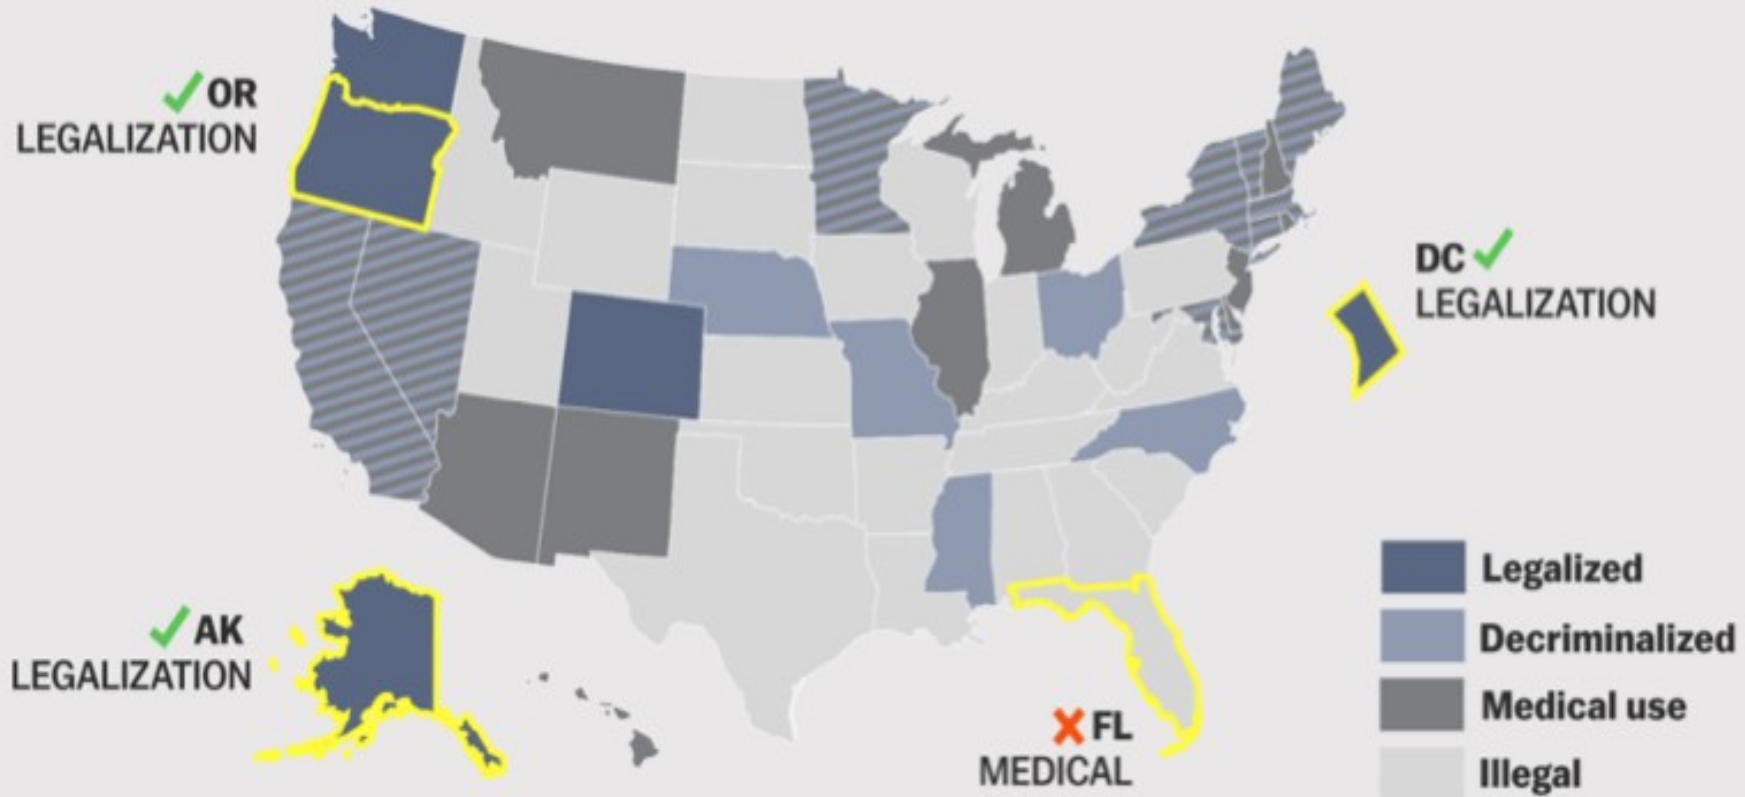 OR
LEGALIZATION
DC
LEGALIZATION
AK
LEGALIZATION
FL
MEDICAL
Legalized
Decriminalized
Medical use
Illegal